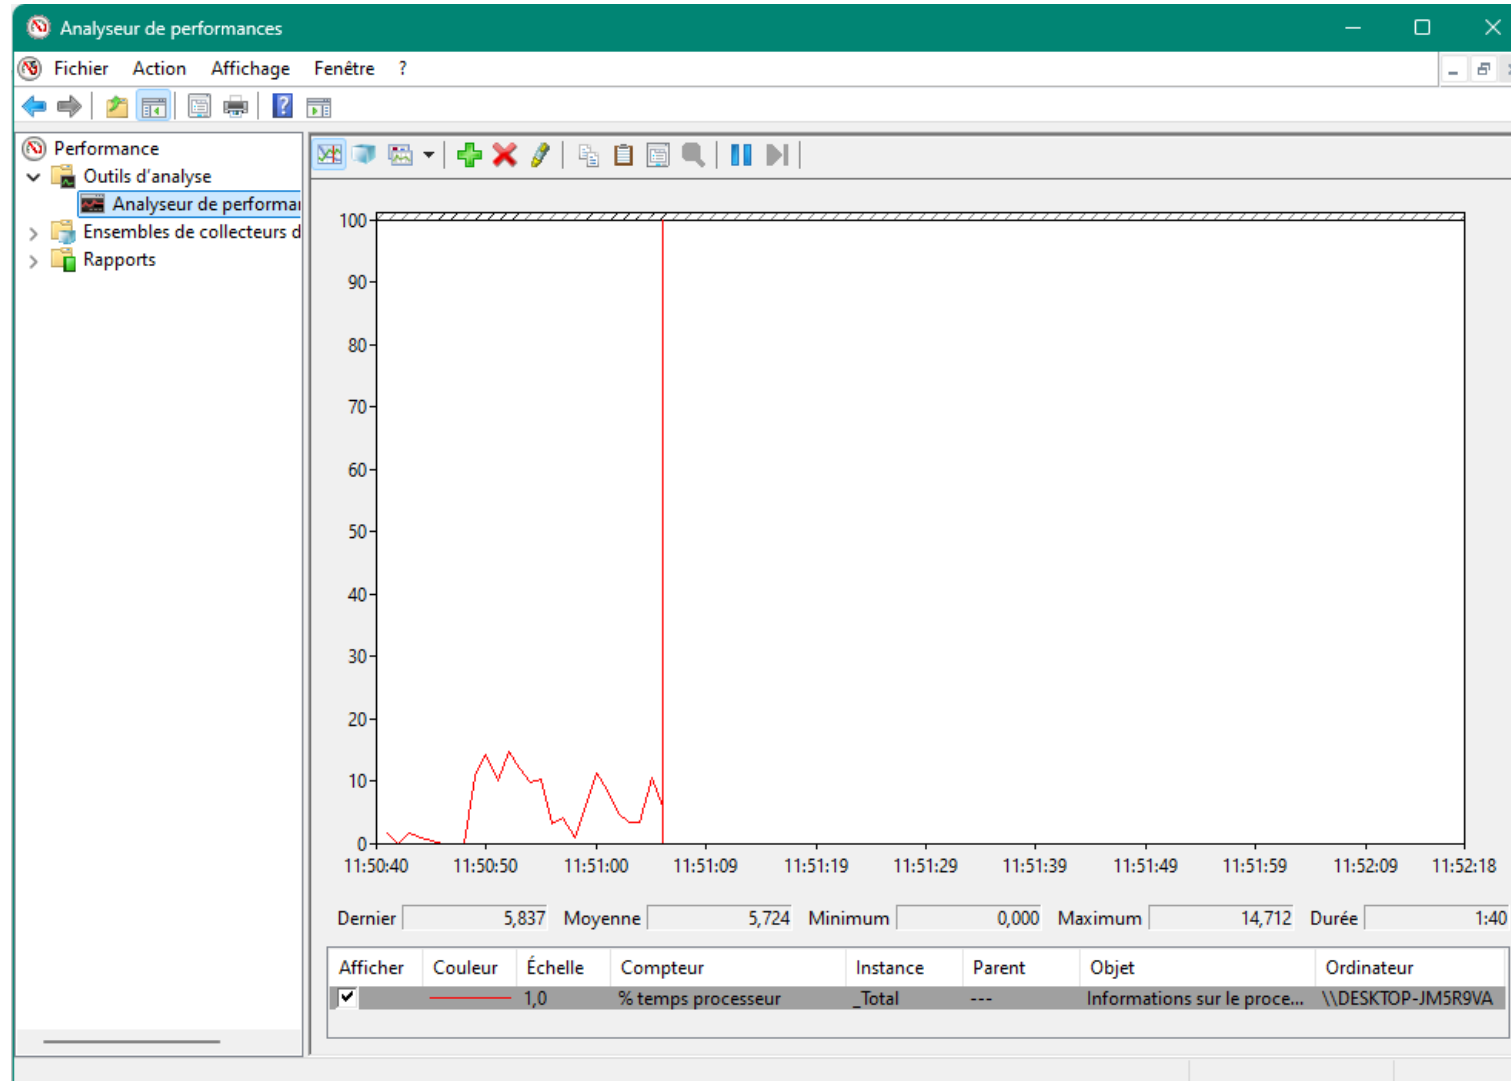 Analyseur de performances
Fichier Action Affichage Fenêtre ?
Performance
Outils d'analyse
Analyseur de performa
Ensembles de collecteurs d
Rapports
100
90
80
70
60
50
40
30
20
10
0
11:50:40 11:50:50 11:51:00 11:51:09 11:51:19 11:51:29 11:51:39 11:51:49 11:51:59 11:52:09 11:52:18
Dernier 5,837 Moyenne 5,724 Minimum 0,000 Maximum 14,712 Durée 1:40
Afficher Couleur Échelle Compteur Instance Parent Objet Ordinateur
1,0 % temps processeur _Total --- Informations sur le proce... \\DESKTOP-JM5R9VA